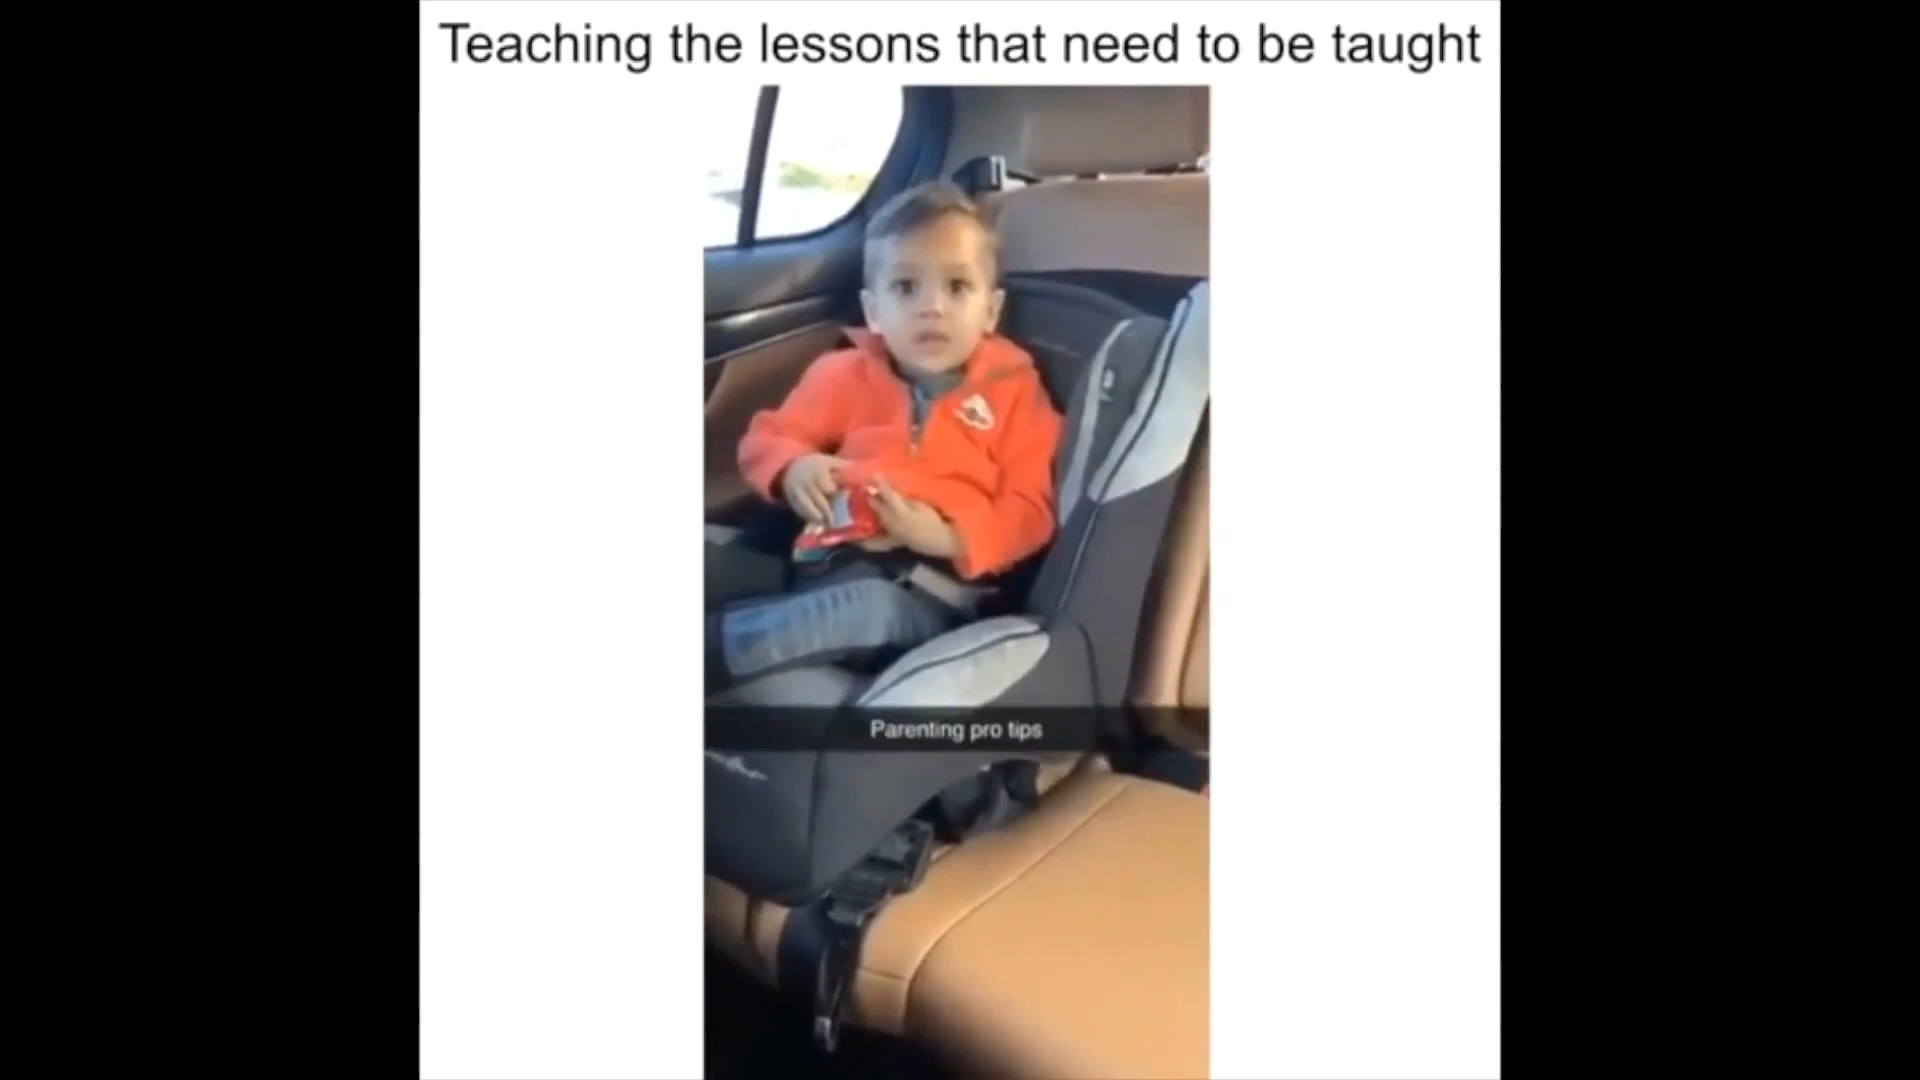 Teaching the lessons that need to be taught
Parenting pro tips